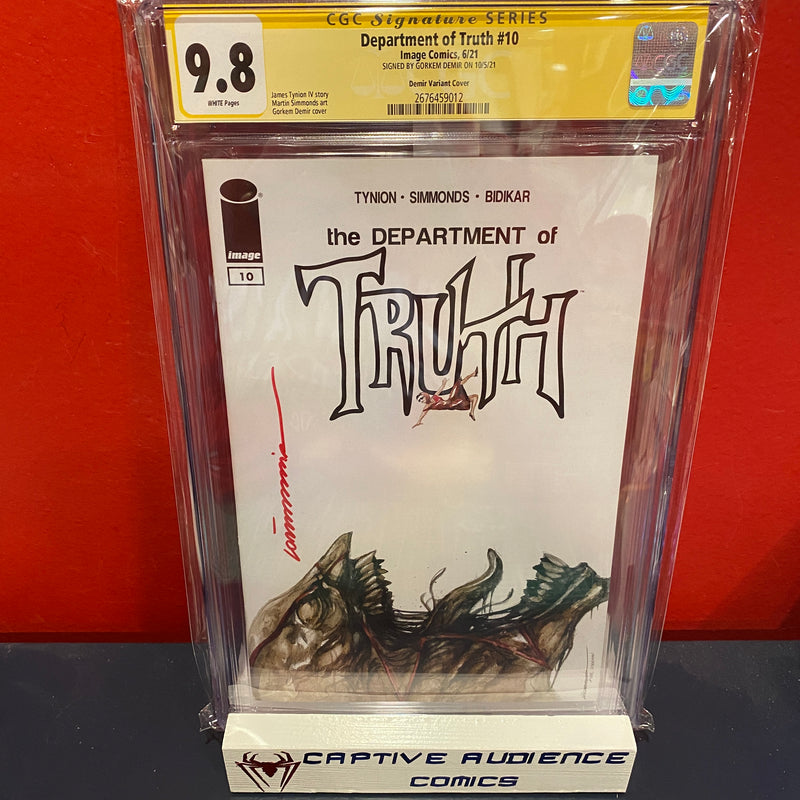 CGC Signature SERIES
9.8
WHITE Pages
Department of Truth #10
Image Comics, 6/21
SIGNED BY GORKEM DEMIR ON 10/5/21
James Tynion IV story
Martin Simmonds art
Gorkem Demir cover
Demir Variant Cover
2676459012
CGC
image
10
TYNION • SIMMONDS • BIDIKAR
the DEPARTMENT of
TRUTH
CAPTIVE AUDIENCE
COMICS